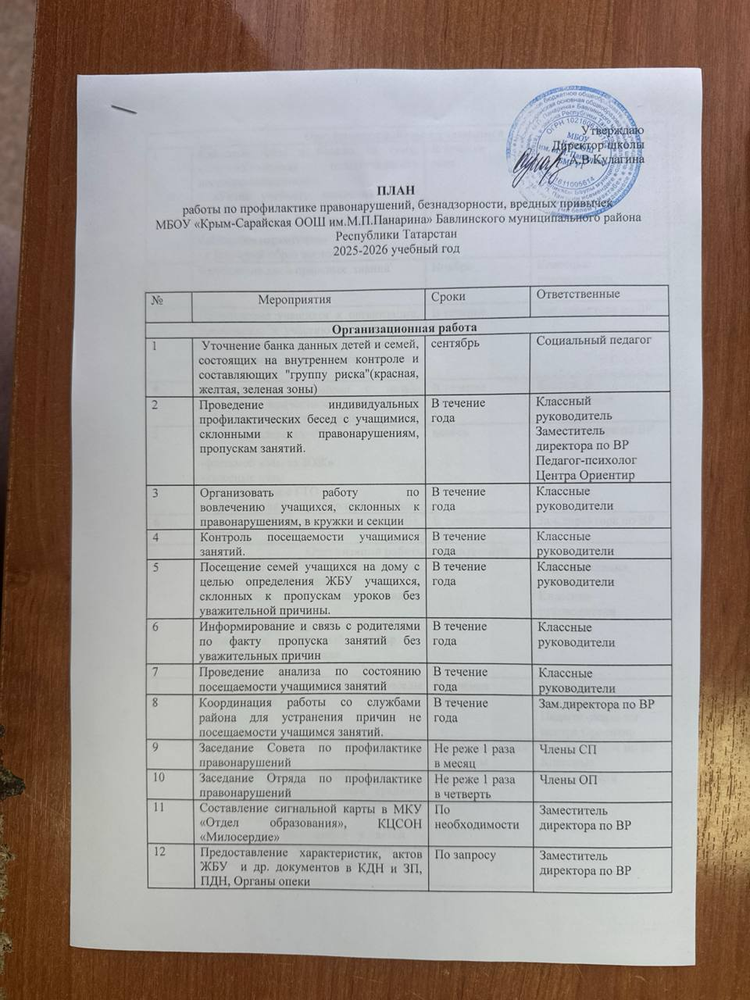 Утверждаю
Директор школы
А.В.Кулагина
ОГРН
МБОУ
1611005614
ПЛАН
работы по профилактике правонарушений, безнадзорности, вредных привычек
МБОУ «Крым-Сарайская ООШ им.М.П.Панарина» Бавлинского муниципального района
Республики Татарстан
2025-2026 учебный год
№ Мероприятия Сроки Ответственные
Организационная работа
1 Уточнение банка данных детей и семей, сентябрь Социальный педагог
состоящих на внутреннем контроле и
составляющих "группу риска"(красная,
желтая, зеленая зоны)
2 Проведение индивидуальных В течение Классный
профилактических бесед с учащимися, года руководитель
склонными к правонарушениям, Заместитель
пропускам занятий. директора по ВР
Педагог-психолог
Центра Ориентир
3 Организовать работу по В течение Классные
вовлечению учащихся, склонных к года руководители
правонарушениям, в кружки и секции
4 Контроль посещаемости учащимися В течение Классные
занятий. года руководители
5 Посещение семей учащихся на дому с В течение Классные
целью определения ЖБУ учащихся, года руководители
склонных к пропускам уроков без
уважительной причины.
6 Информирование и связь с родителями В течение Классные
по факту пропуска занятий без года руководители
уважительных причин
7 Проведение анализа по состоянию В течение Классные
посещаемости учащимися занятий года руководители
8 Координация работы со службами В течение Зам.директора по ВР
района для устранения причин не года
посещаемости учащимся занятий.
9 Заседание Совета по профилактике Не реже 1 раза Члены СП
правонарушений в месяц
10 Заседание Отряда по профилактике Не реже 1 раза Члены ОП
правонарушений в четверть
11 Составление сигнальной карты в МКУ По Заместитель
«Отдел образования», КЦСОН необходимости директора по ВР
«Милосердие»
12 Предоставление характеристик, актов По запросу Заместитель
ЖБУ и др. документов в КДН и ЗП, директора по ВР
ПДН, Органы опеки